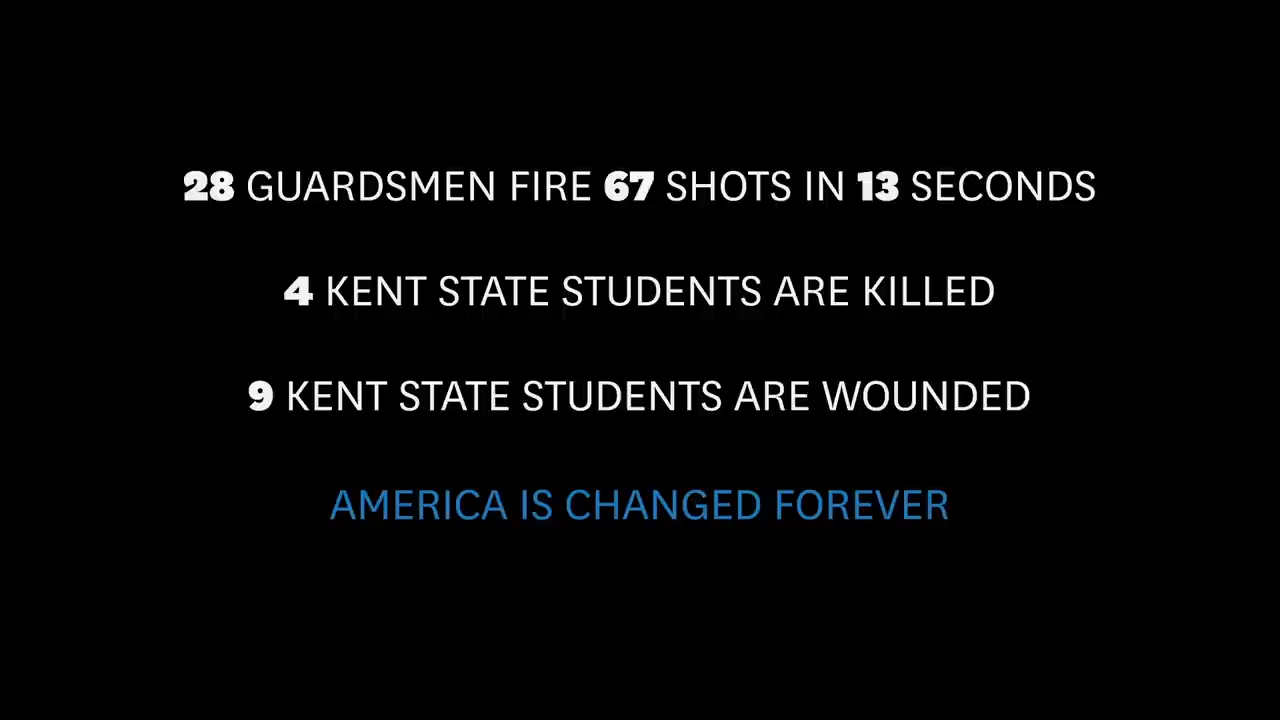 28 GUARDSMEN FIRE 67 SHOTS IN 13 SECONDS
4 KENT STATE STUDENTS ARE KILLED
9 KENT STATE STUDENTS ARE WOUNDED
AMERICA IS CHANGED FOREVER